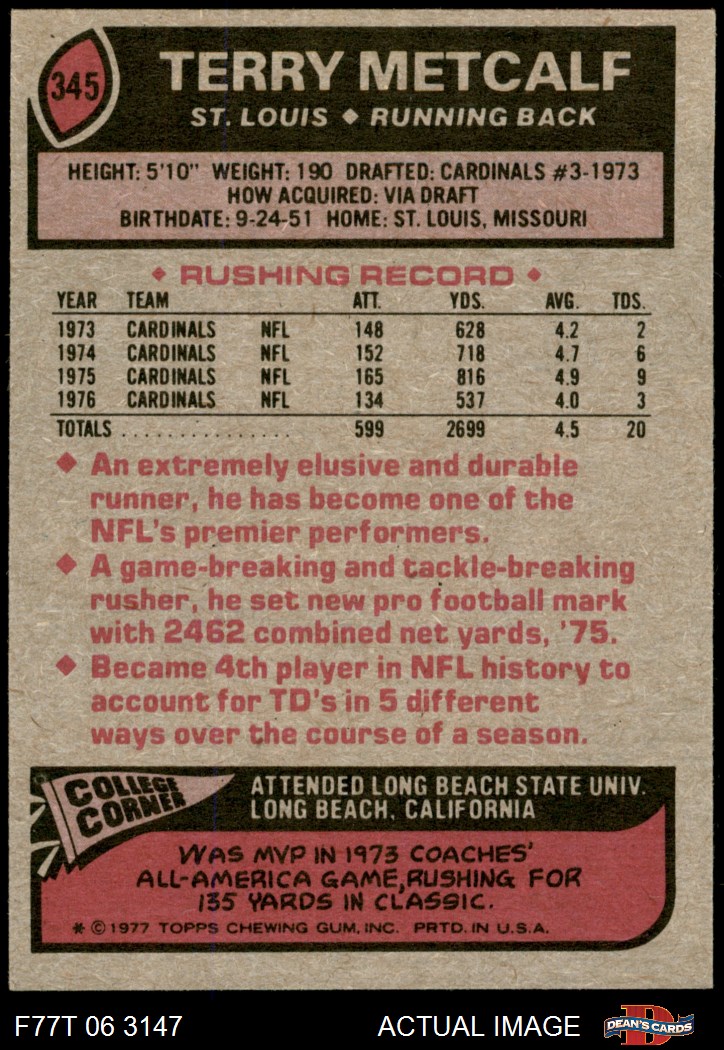 345
TERRY METCALF
ST. LOUIS ◆ RUNNING BACK
HEIGHT: 5'10" WEIGHT: 190 DRAFTED: CARDINALS #3-1973
HOW ACQUIRED: VIA DRAFT
BIRTHDATE: 9-24-51 HOME: ST. LOUIS, MISSOURI
◆ RUSHING RECORD ◆
YEAR TEAM ATT. YDS. AVG. TDS.
1973 CARDINALS NFL 148 628 4.2 2
1974 CARDINALS NFL 152 718 4.7 6
1975 CARDINALS NFL 165 816 4.9 9
1976 CARDINALS NFL 134 537 4.0 3
TOTALS ................ 599 2699 4.5 20
◆ An extremely elusive and durable
runner, he has become one of the
NFL's premier performers.
◆ A game-breaking and tackle-breaking
rusher, he set new pro football mark
with 2462 combined net yards, '75.
◆ Became 4th player in NFL history to
account for TD's in 5 different
ways over the course of a season.
COLLEGE
CORNER
ATTENDED LONG BEACH STATE UNIV.
LONG BEACH, CALIFORNIA
WAS MVP IN 1973 COACHES'
ALL-AMERICA GAME, RUSHING FOR
135 YARDS IN CLASSIC.
* © 1977 TOPPS CHEWING GUM, INC. PRTD. IN U.S.A.
F77T 06 3147 ACTUAL IMAGE
D
DEAN'S CARDS